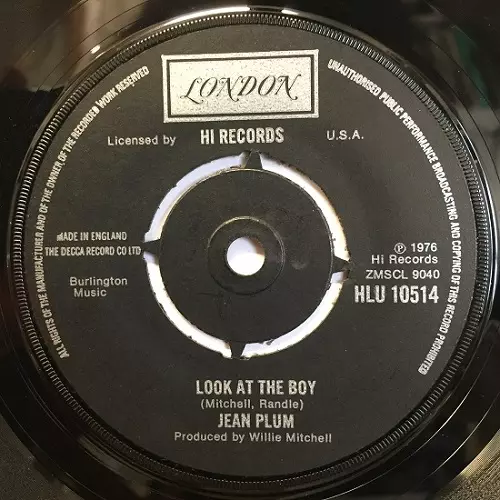 LONDON
Licensed by HI RECORDS U.S.A.
ALL RIGHTS OF THE MANUFACTURER AND OF THE OWNER OF THE RECORDED WORK RESERVED
UNAUTHORISED PUBLIC PERFORMANCE BROADCASTING AND COPYING OF THIS RECORD PROHIBITED
MADE IN ENGLAND
THE DECCA RECORD CO LTD
Burlington
Music
Ⓟ 1976
Hi Records
ZMSCL 9040
HLU 10514
LOOK AT THE BOY
(Mitchell, Randle)
JEAN PLUM
Produced by Willie Mitchell